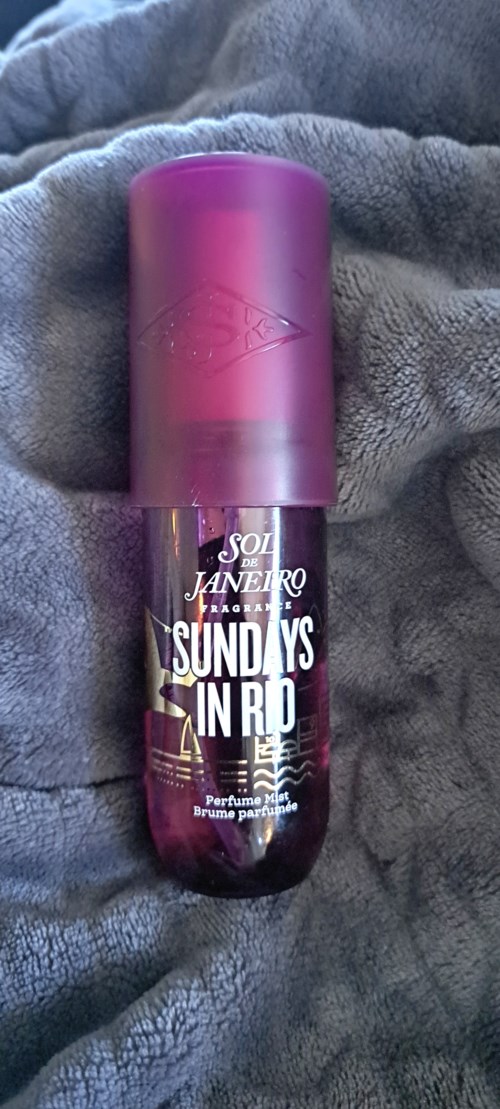 SOL
DE
JANEIRO
FRAGRANCE
SUNDAYS
IN RIO
Perfume Mist
Brume parfumée